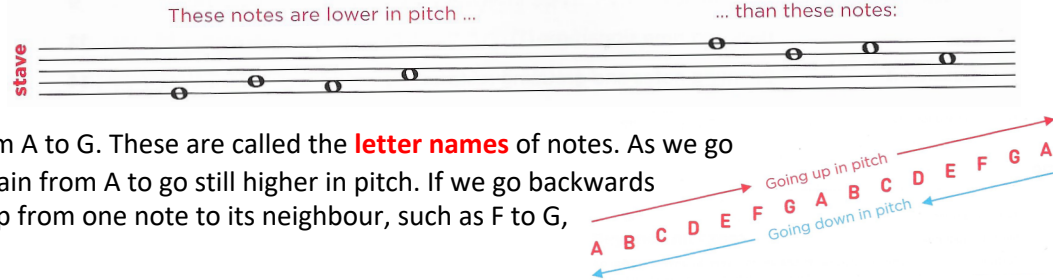 These notes are lower in pitch ...
... than these notes:
stave
m A to G. These are called the letter names of notes. As we go
ain from A to go still higher in pitch. If we go backwards
p from one note to its neighbour, such as F to G,
Going up in pitch
A B C D E F G A B C D E F G A
Going down in pitch